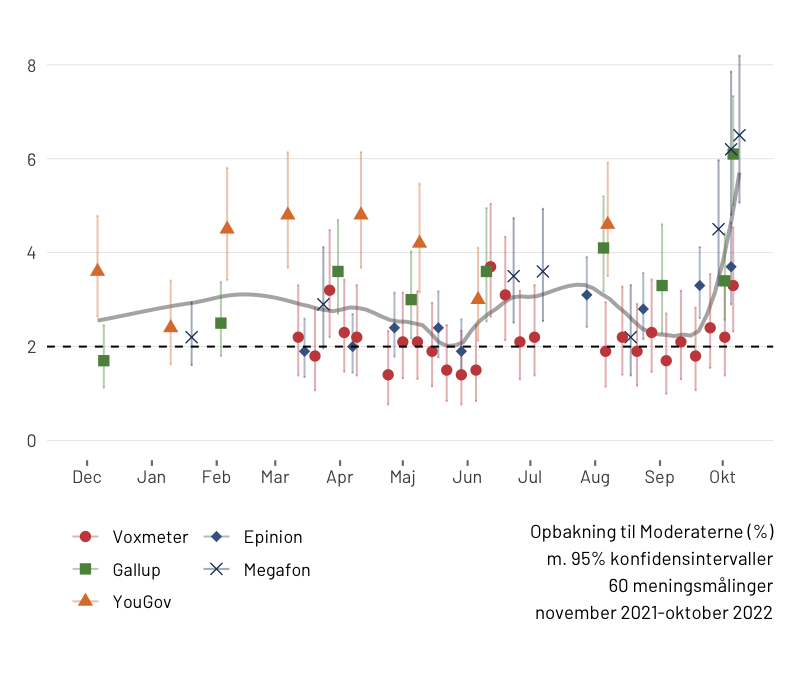 8
6
4
2
0
Dec Jan Feb Mar Apr Maj Jun Jul Aug Sep Okt
Voxmeter Epinion
Gallup Megafon
YouGov
Opbakning til Moderaterne (%)
m. 95% konfidensintervaller
60 meningsmålinger
november 2021-oktober 2022